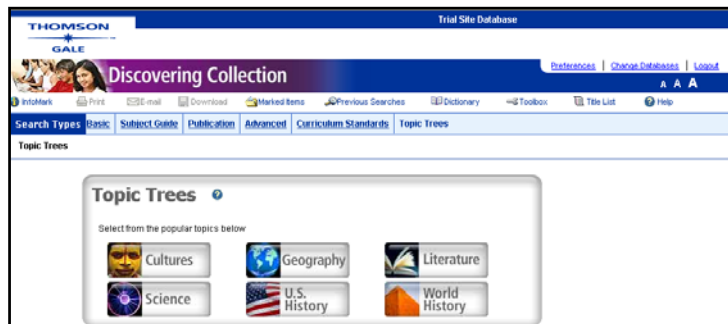 Trial Site Database
THOMSON
GALE
Preferences | Change Databases | Logout
Discovering Collection
A A A
InfoMark Print E-mail Download Marked Items Previous Searches Dictionary Toolbox Title List Help
Search Types Basic Subject Guide Publication Advanced Curriculum Standards Topic Trees
Topic Trees
Topic Trees ?
Select from the popular topics below
Cultures Geography Literature
Science U.S. History World History